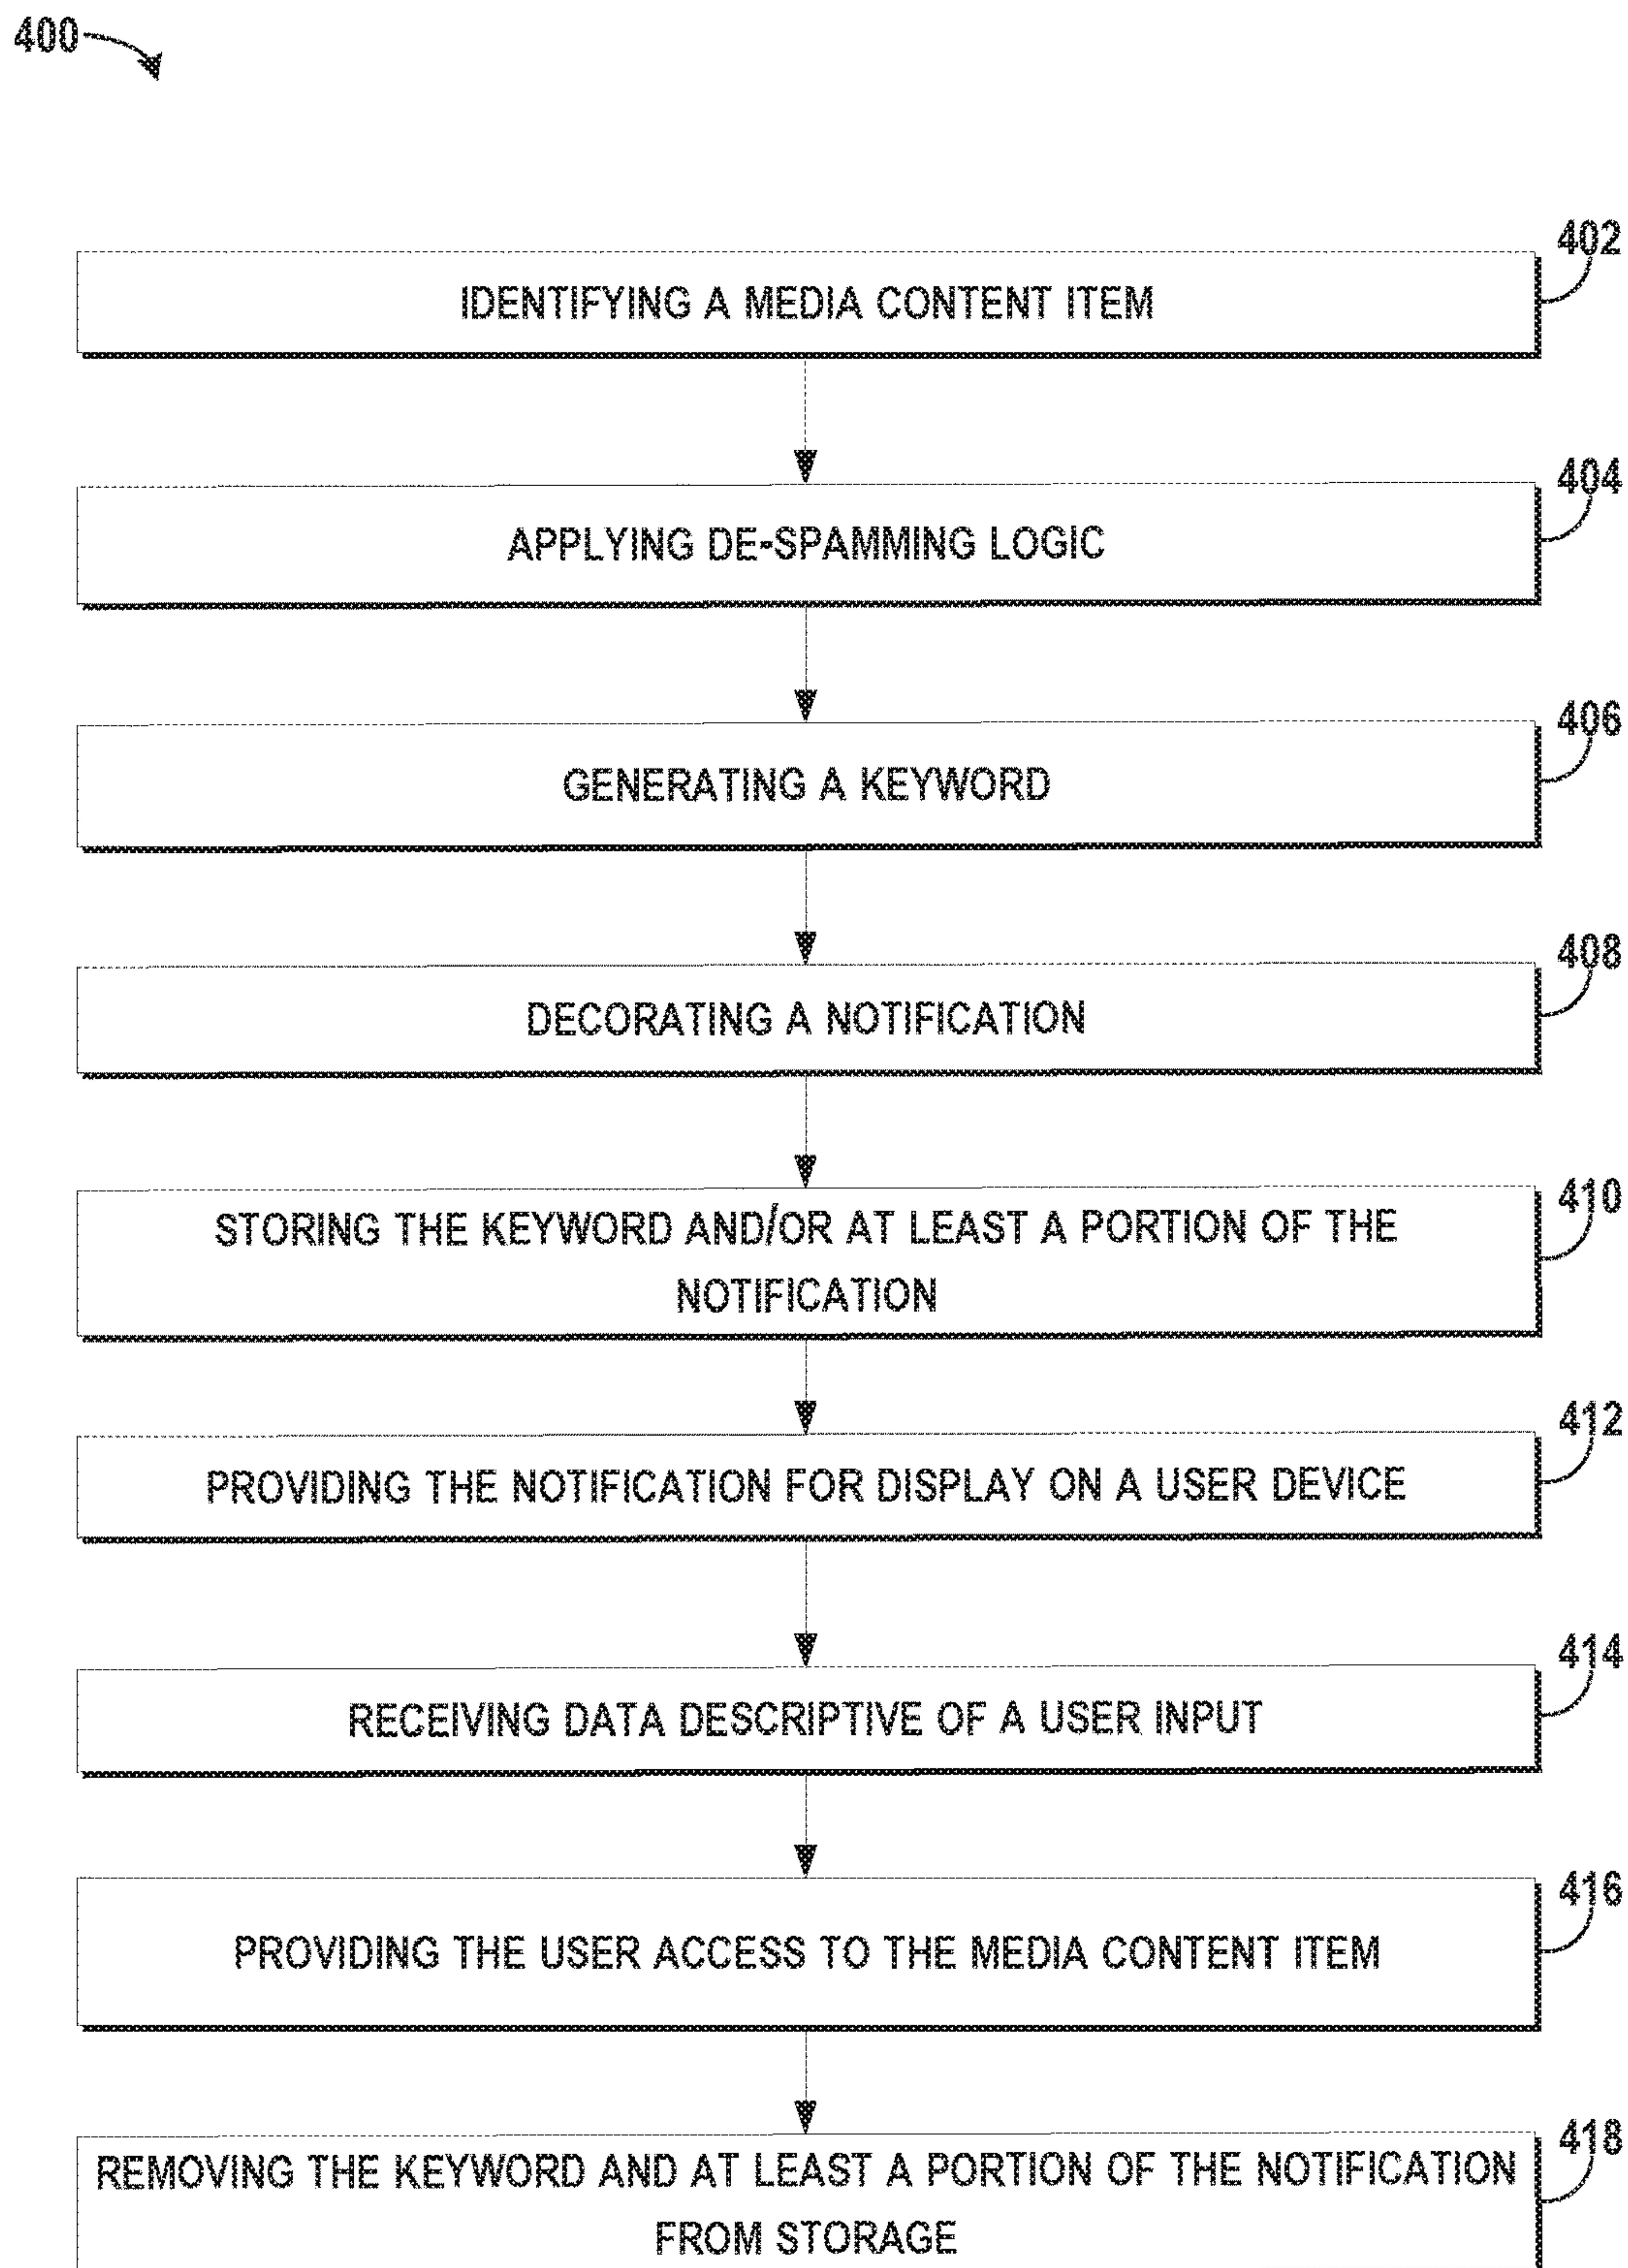 400
402
IDENTIFYING A MEDIA CONTENT ITEM
404
APPLYING DE-SPAMMING LOGIC
406
GENERATING A KEYWORD
408
DECORATING A NOTIFICATION
410
STORING THE KEYWORD AND/OR AT LEAST A PORTION OF THE
NOTIFICATION
412
PROVIDING THE NOTIFICATION FOR DISPLAY ON A USER DEVICE
414
RECEIVING DATA DESCRIPTIVE OF A USER INPUT
416
PROVIDING THE USER ACCESS TO THE MEDIA CONTENT ITEM
418
REMOVING THE KEYWORD AND AT LEAST A PORTION OF THE NOTIFICATION
FROM STORAGE